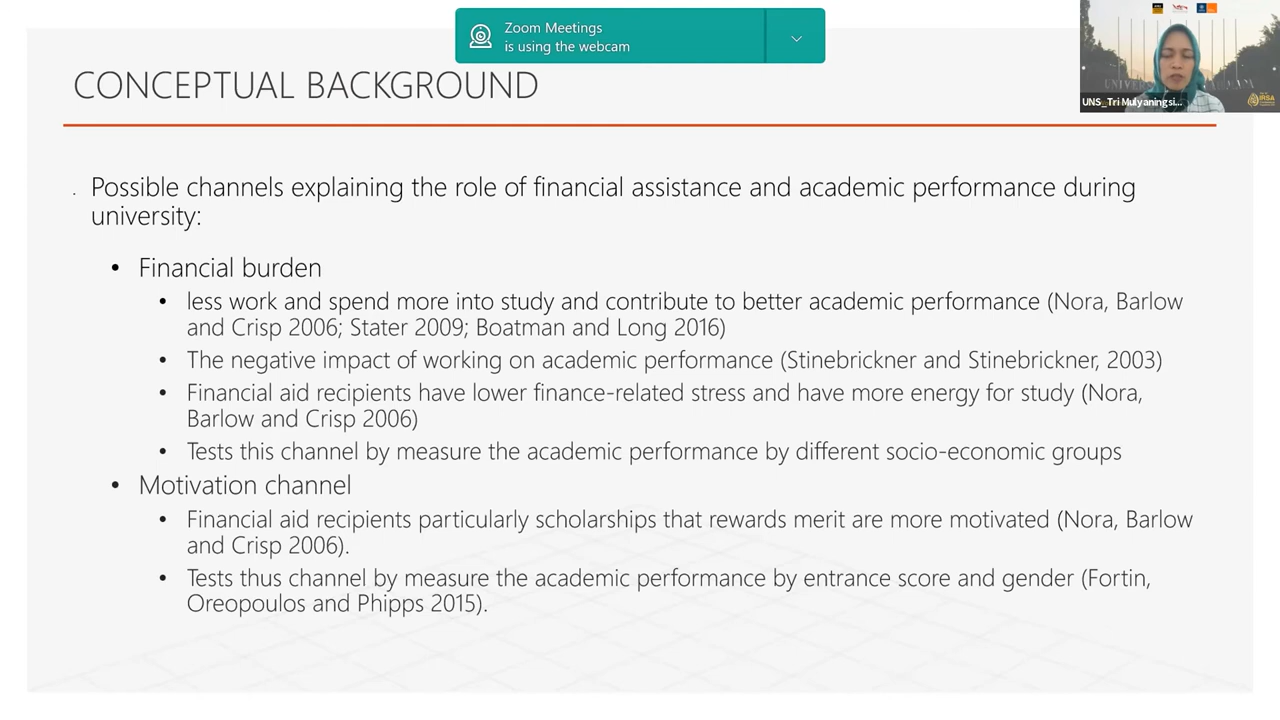 Zoom Meetings
is using the webcam
CONCEPTUAL BACKGROUND
UNS_Tri Mulyaningsi...
IRSA
Possible channels explaining the role of financial assistance and academic performance during
university:
• Financial burden
• less work and spend more into study and contribute to better academic performance (Nora, Barlow
and Crisp 2006; Stater 2009; Boatman and Long 2016)
• The negative impact of working on academic performance (Stinebrickner and Stinebrickner, 2003)
• Financial aid recipients have lower finance-related stress and have more energy for study (Nora,
Barlow and Crisp 2006)
• Tests this channel by measure the academic performance by different socio-economic groups
• Motivation channel
• Financial aid recipients particularly scholarships that rewards merit are more motivated (Nora, Barlow
and Crisp 2006).
• Tests thus channel by measure the academic performance by entrance score and gender (Fortin,
Oreopoulos and Phipps 2015).